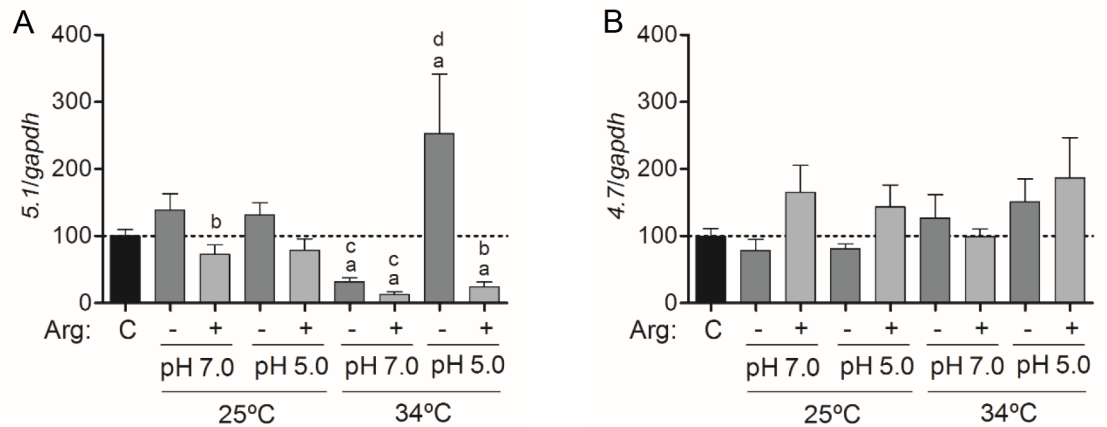 A
5.1/gapdh
400
300
200
100
0
b
c
a
c
a
d
a
b
a
Arg: C - + - + - + - +
pH 7.0 pH 5.0 pH 7.0 pH 5.0
25ºC 34ºC
B
4.7/gapdh
400
300
200
100
0
Arg: C - + - + - + - +
pH 7.0 pH 5.0 pH 7.0 pH 5.0
25ºC 34ºC